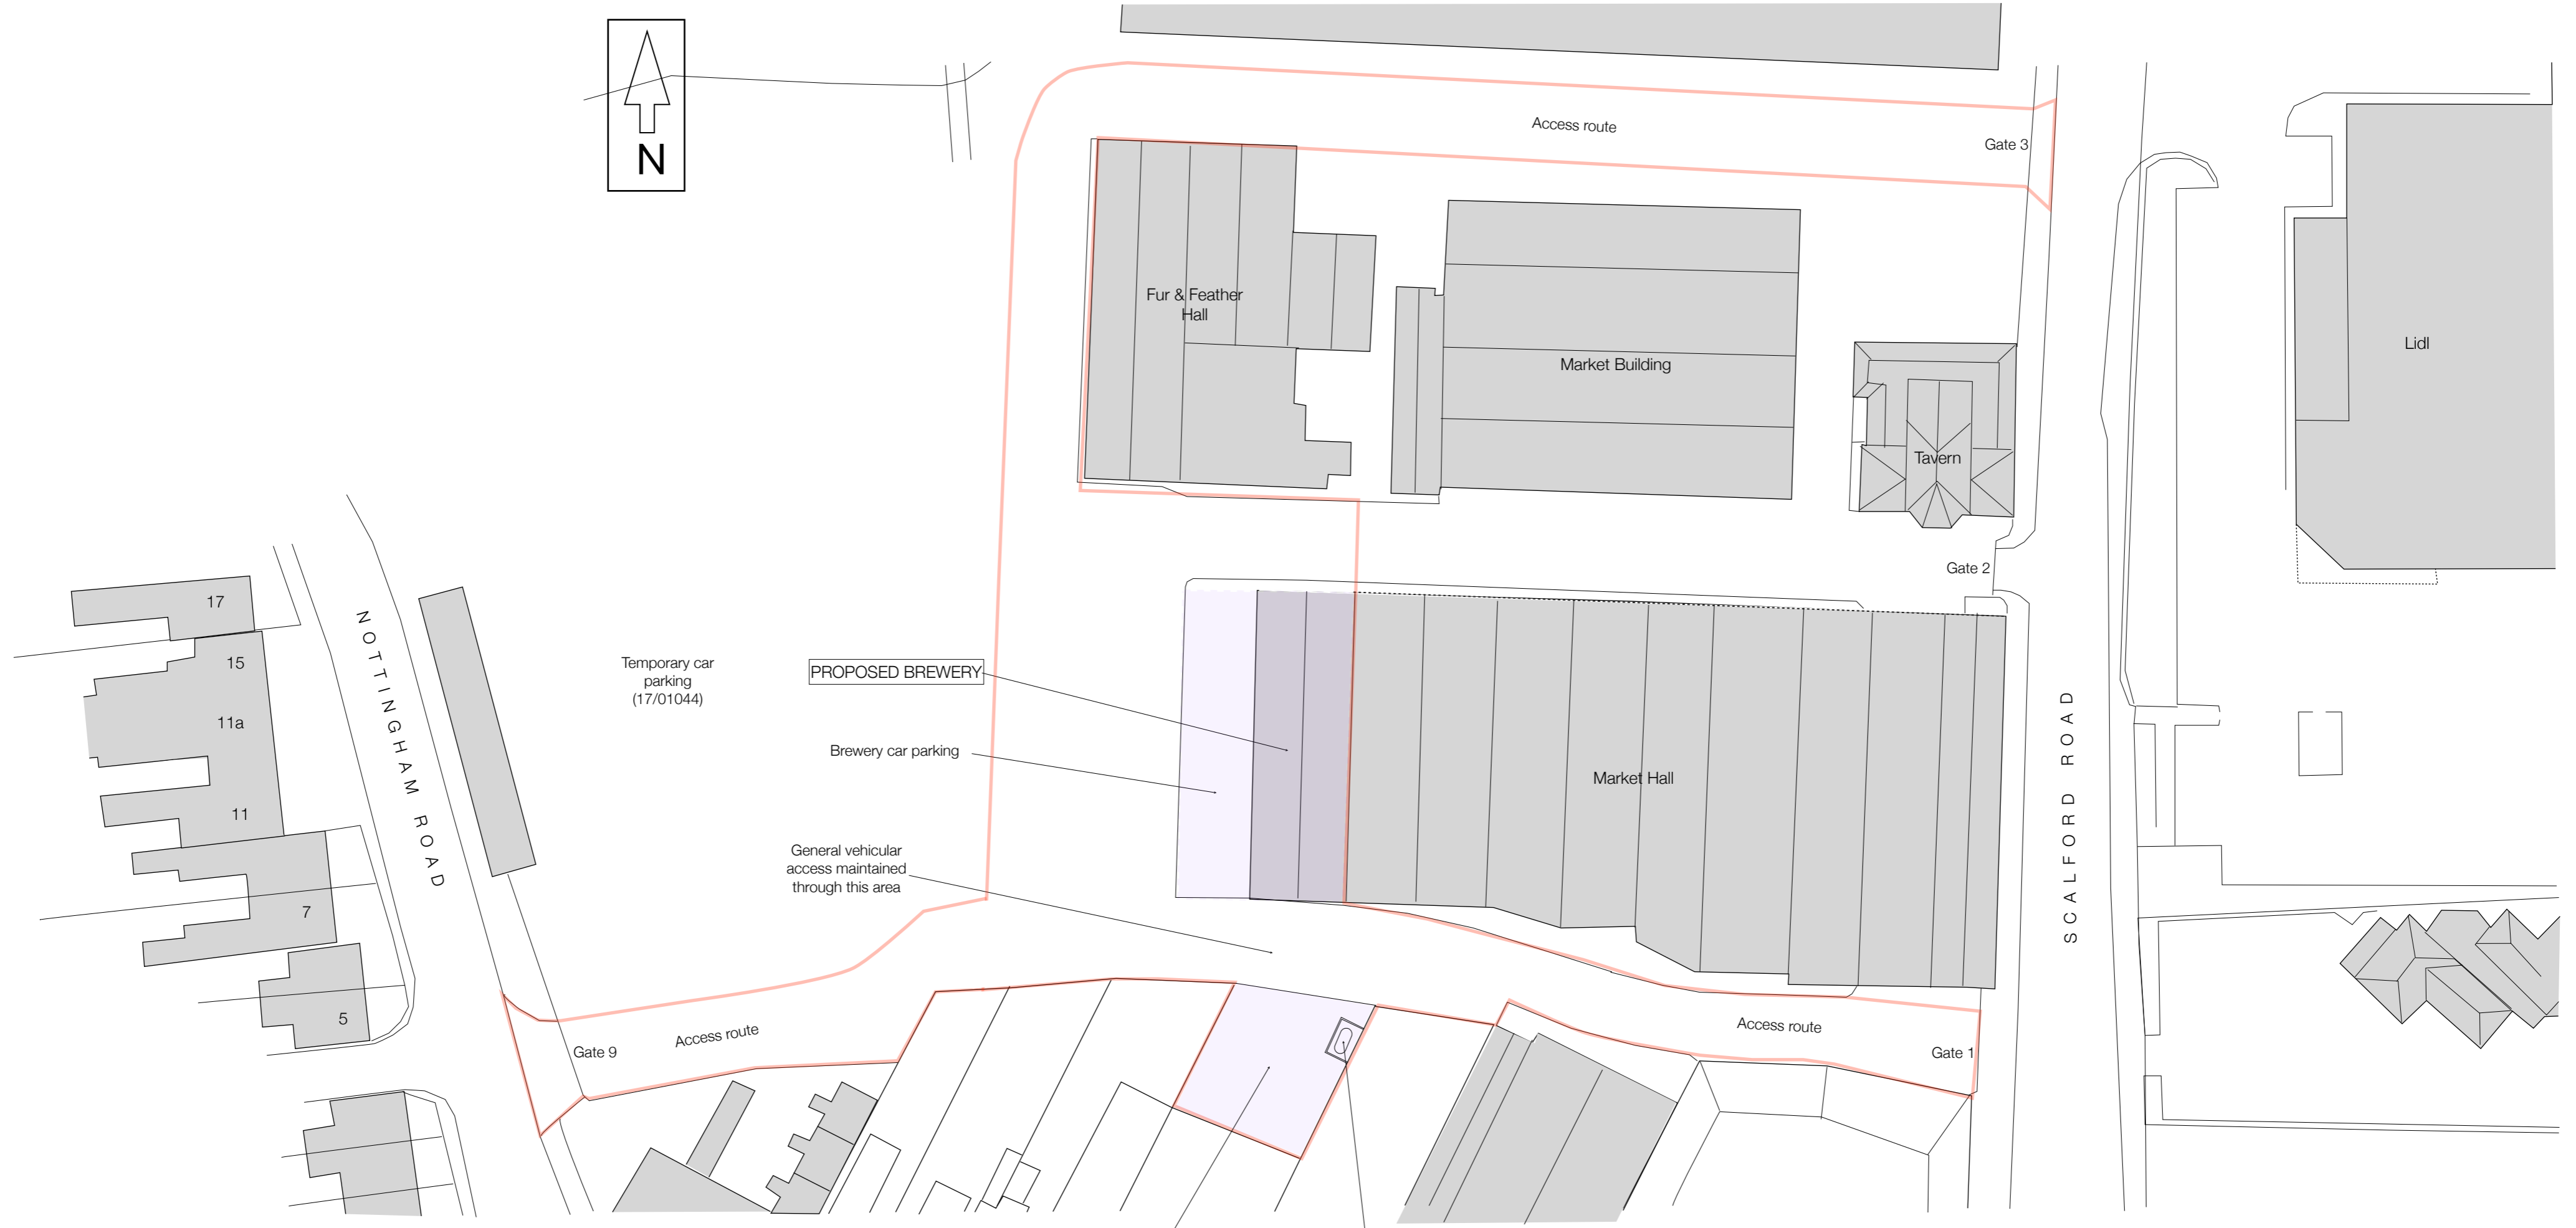 N
Access route
Gate 3
Fur & Feather
Hall
Lidl
Market Building
Tavern
Gate 2
17
15
11a
11
7
5
NOTTINGHAM ROAD
Temporary car
parking
(17/01044)
PROPOSED BREWERY
Brewery car parking
General vehicular
access maintained
through this area
Market Hall
SCALFORD ROAD
Access route
Gate 9
Access route
Gate 1